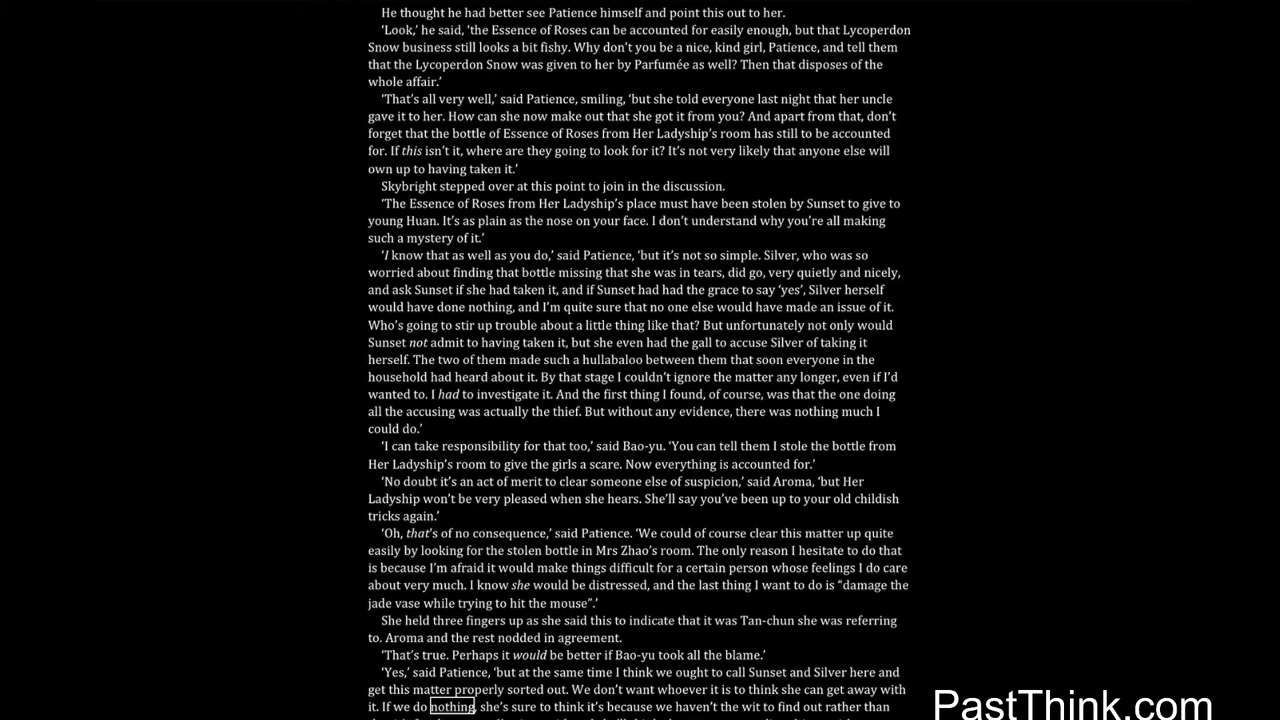 He thought he had better see Patience himself and point this out to her.
‘Look,’ he said, ‘the Essence of Roses can be accounted for easily enough, but that Lycoperdon
Snow business still looks a bit fishy. Why don’t you be a nice, kind girl, Patience, and tell them
that the Lycoperdon Snow was given to her by Parfumée as well? Then that disposes of the
whole affair.’
‘That’s all very well,’ said Patience, smiling, ‘but she told everyone last night that her uncle
gave it to her. How can she now make out that she got it from you? And apart from that, don’t
forget that the bottle of Essence of Roses from Her Ladyship’s room has still to be accounted
for. If this isn’t it, where are they going to look for it? It’s not very likely that anyone else will
own up to having taken it.’
Skybright stepped over at this point to join in the discussion.
‘The Essence of Roses from Her Ladyship’s place must have been stolen by Sunset to give to
young Huan. It’s as plain as the nose on your face. I don’t understand why you’re all making
such a mystery of it.’
‘I know that as well as you do,’ said Patience, ‘but it’s not so simple. Silver, who was so
worried about finding that bottle missing that she was in tears, did go, very quietly and nicely,
and ask Sunset if she had taken it, and if Sunset had had the grace to say ‘yes’, Silver herself
would have done nothing, and I’m quite sure that no one else would have made an issue of it.
Who’s going to stir up trouble about a little thing like that? But unfortunately not only would
Sunset not admit to having taken it, but she even had the gall to accuse Silver of taking it
herself. The two of them made such a hullabaloo between them that soon everyone in the
household had heard about it. By that stage I couldn’t ignore the matter any longer, even if I’d
wanted to. I had to investigate it. And the first thing I found, of course, was that the one doing
all the accusing was actually the thief. But without any evidence, there was nothing much I
could do.’
‘I can take responsibility for that too,’ said Bao-yu. ‘You can tell them I stole the bottle from
Her Ladyship’s room to give the girls a scare. Now everything is accounted for.’
‘No doubt it’s an act of merit to clear someone else of suspicion,’ said Aroma, ‘but Her
Ladyship won’t be very pleased when she hears. She’ll say you’ve been up to your old childish
tricks again.’
‘Oh, that’s of no consequence,’ said Patience. ‘We could of course clear this matter up quite
easily by looking for the stolen bottle in Mrs Zhao’s room. The only reason I hesitate to do that
is because I’m afraid it would make things difficult for a certain person whose feelings I do care
about very much. I know she would be distressed, and the last thing I want to do is “damage the
jade vase while trying to hit the mouse”.’
She held three fingers up as she said this to indicate that it was Tan-chun she was referring
to. Aroma and the rest nodded in agreement.
‘That’s true. Perhaps it would be better if Bao-yu took all the blame.’
‘Yes,’ said Patience, ‘but at the same time I think we ought to call Sunset and Silver here and
get this matter properly sorted out. We don’t want whoever it is to think she can get away with
it. If we do nothing, she’s sure to think it’s because we haven’t the wit to find out rather than
PastThink.com